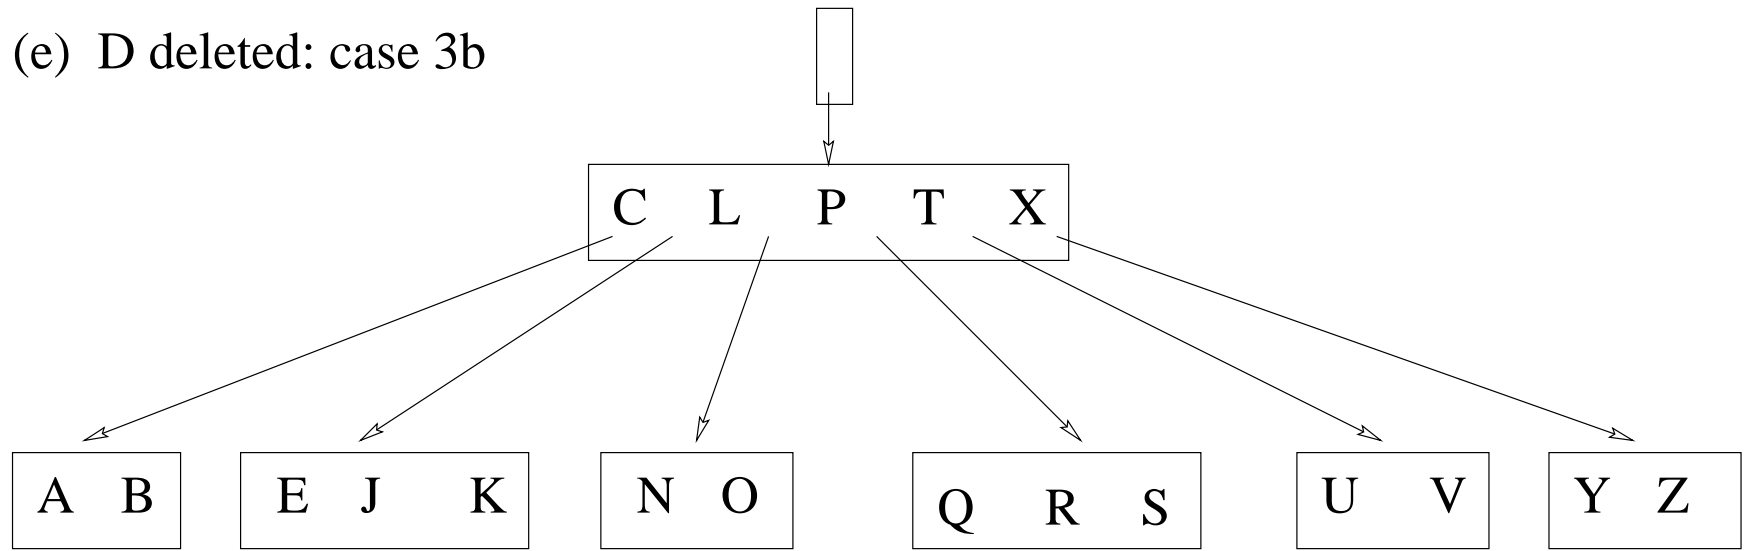 (e) D deleted: case 3b
C L P T X
A B E J K N O Q R S U V Y Z